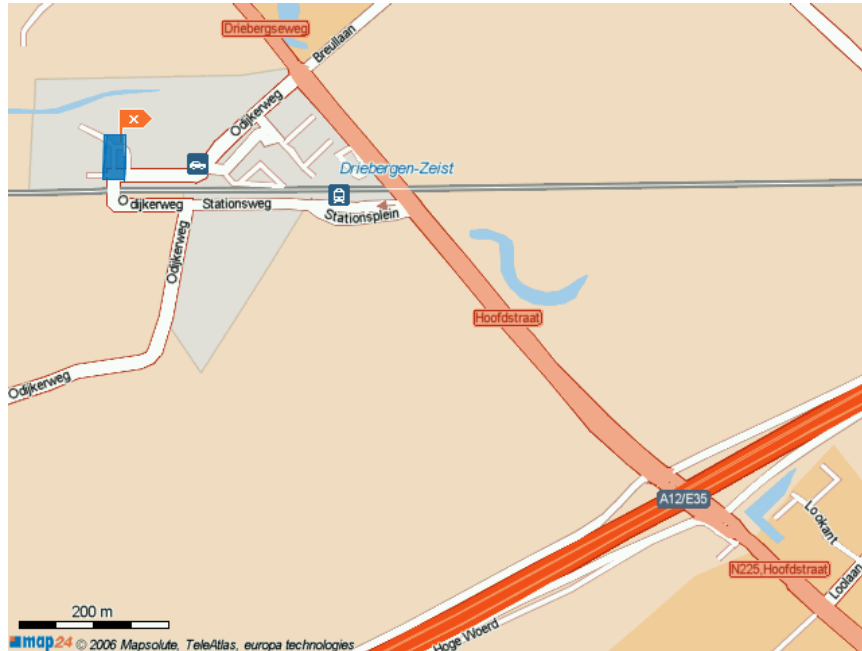 Driebergseweg
Breullaan
Odijkerweg
Driebergen-Zeist
Odijkerweg
Stationsweg
Stationsplein
Odijkerweg
Hoofdstraat
Odijkerweg
A12/E35
Lookant
N225,Hoofdstraat
Loolaan
200 m
Hoge Woerd
map24 © 2006 Mapsolute, TeleAtlas, europa technologies